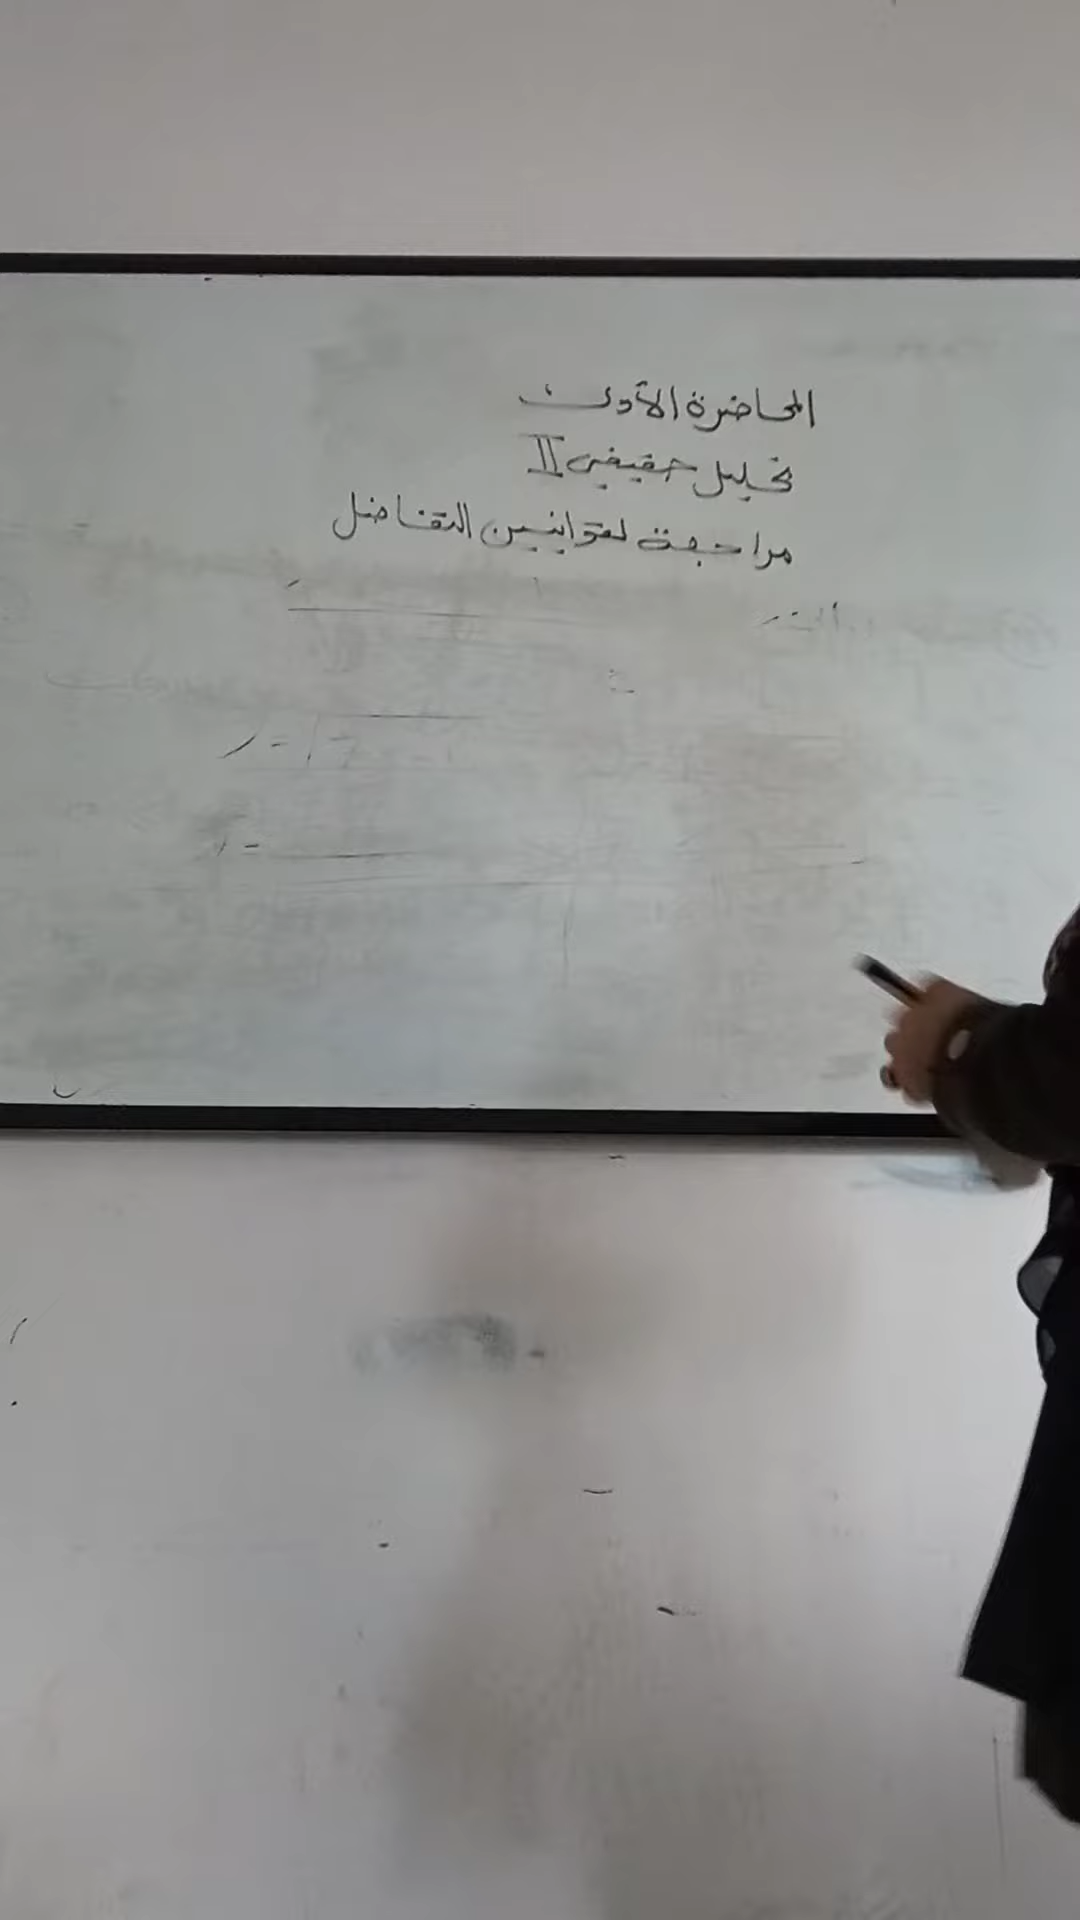 المحاضرة الأولى
تحليل حقيقي II
مراجعة لقوانين التفاضل